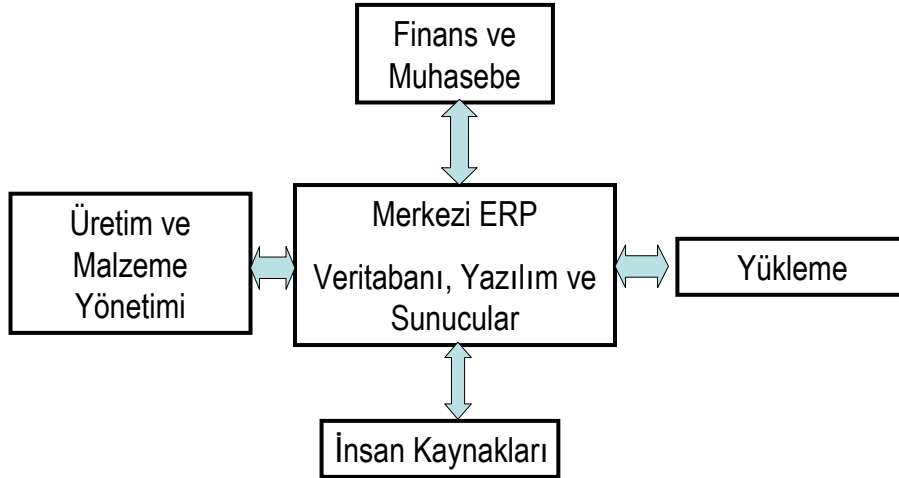 Finans ve
Muhasebe
Üretim ve
Malzeme
Yönetimi
Merkezi ERP
Veritabanı, Yazılım ve
Sunucular
Yükleme
İnsan Kaynakları